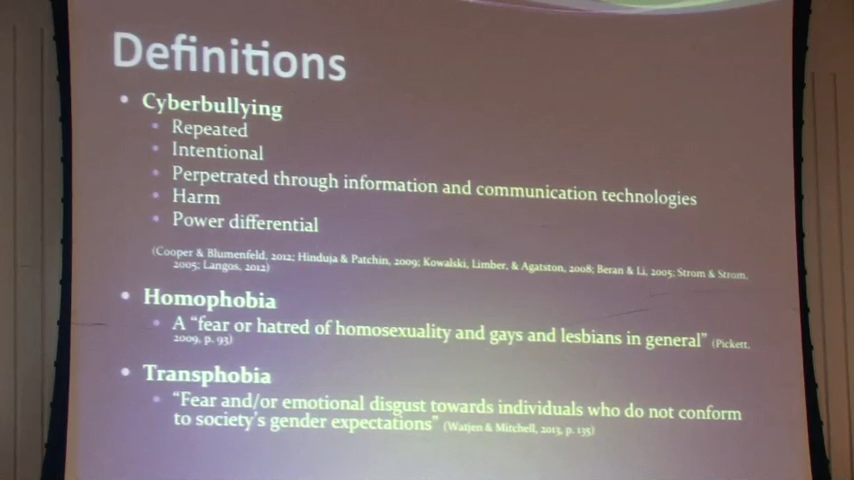 Definitions
• Cyberbullying
• Repeated
• Intentional
• Perpetrated through information and communication technologies
• Harm
• Power differential
(Cooper & Blumenfeld, 2012; Hinduja & Patchin, 2009; Kowalski, Limber, & Agatston, 2008; Beran & Li, 2005; Strom & Strom,
2005; Langos, 2012)
• Homophobia
• A “fear or hatred of homosexuality and gays and lesbians in general” (Pickett,
2009, p. 93)
• Transphobia
• “Fear and/or emotional disgust towards individuals who do not conform
to society’s gender expectations” (Watjen & Mitchell, 2013, p. 135)